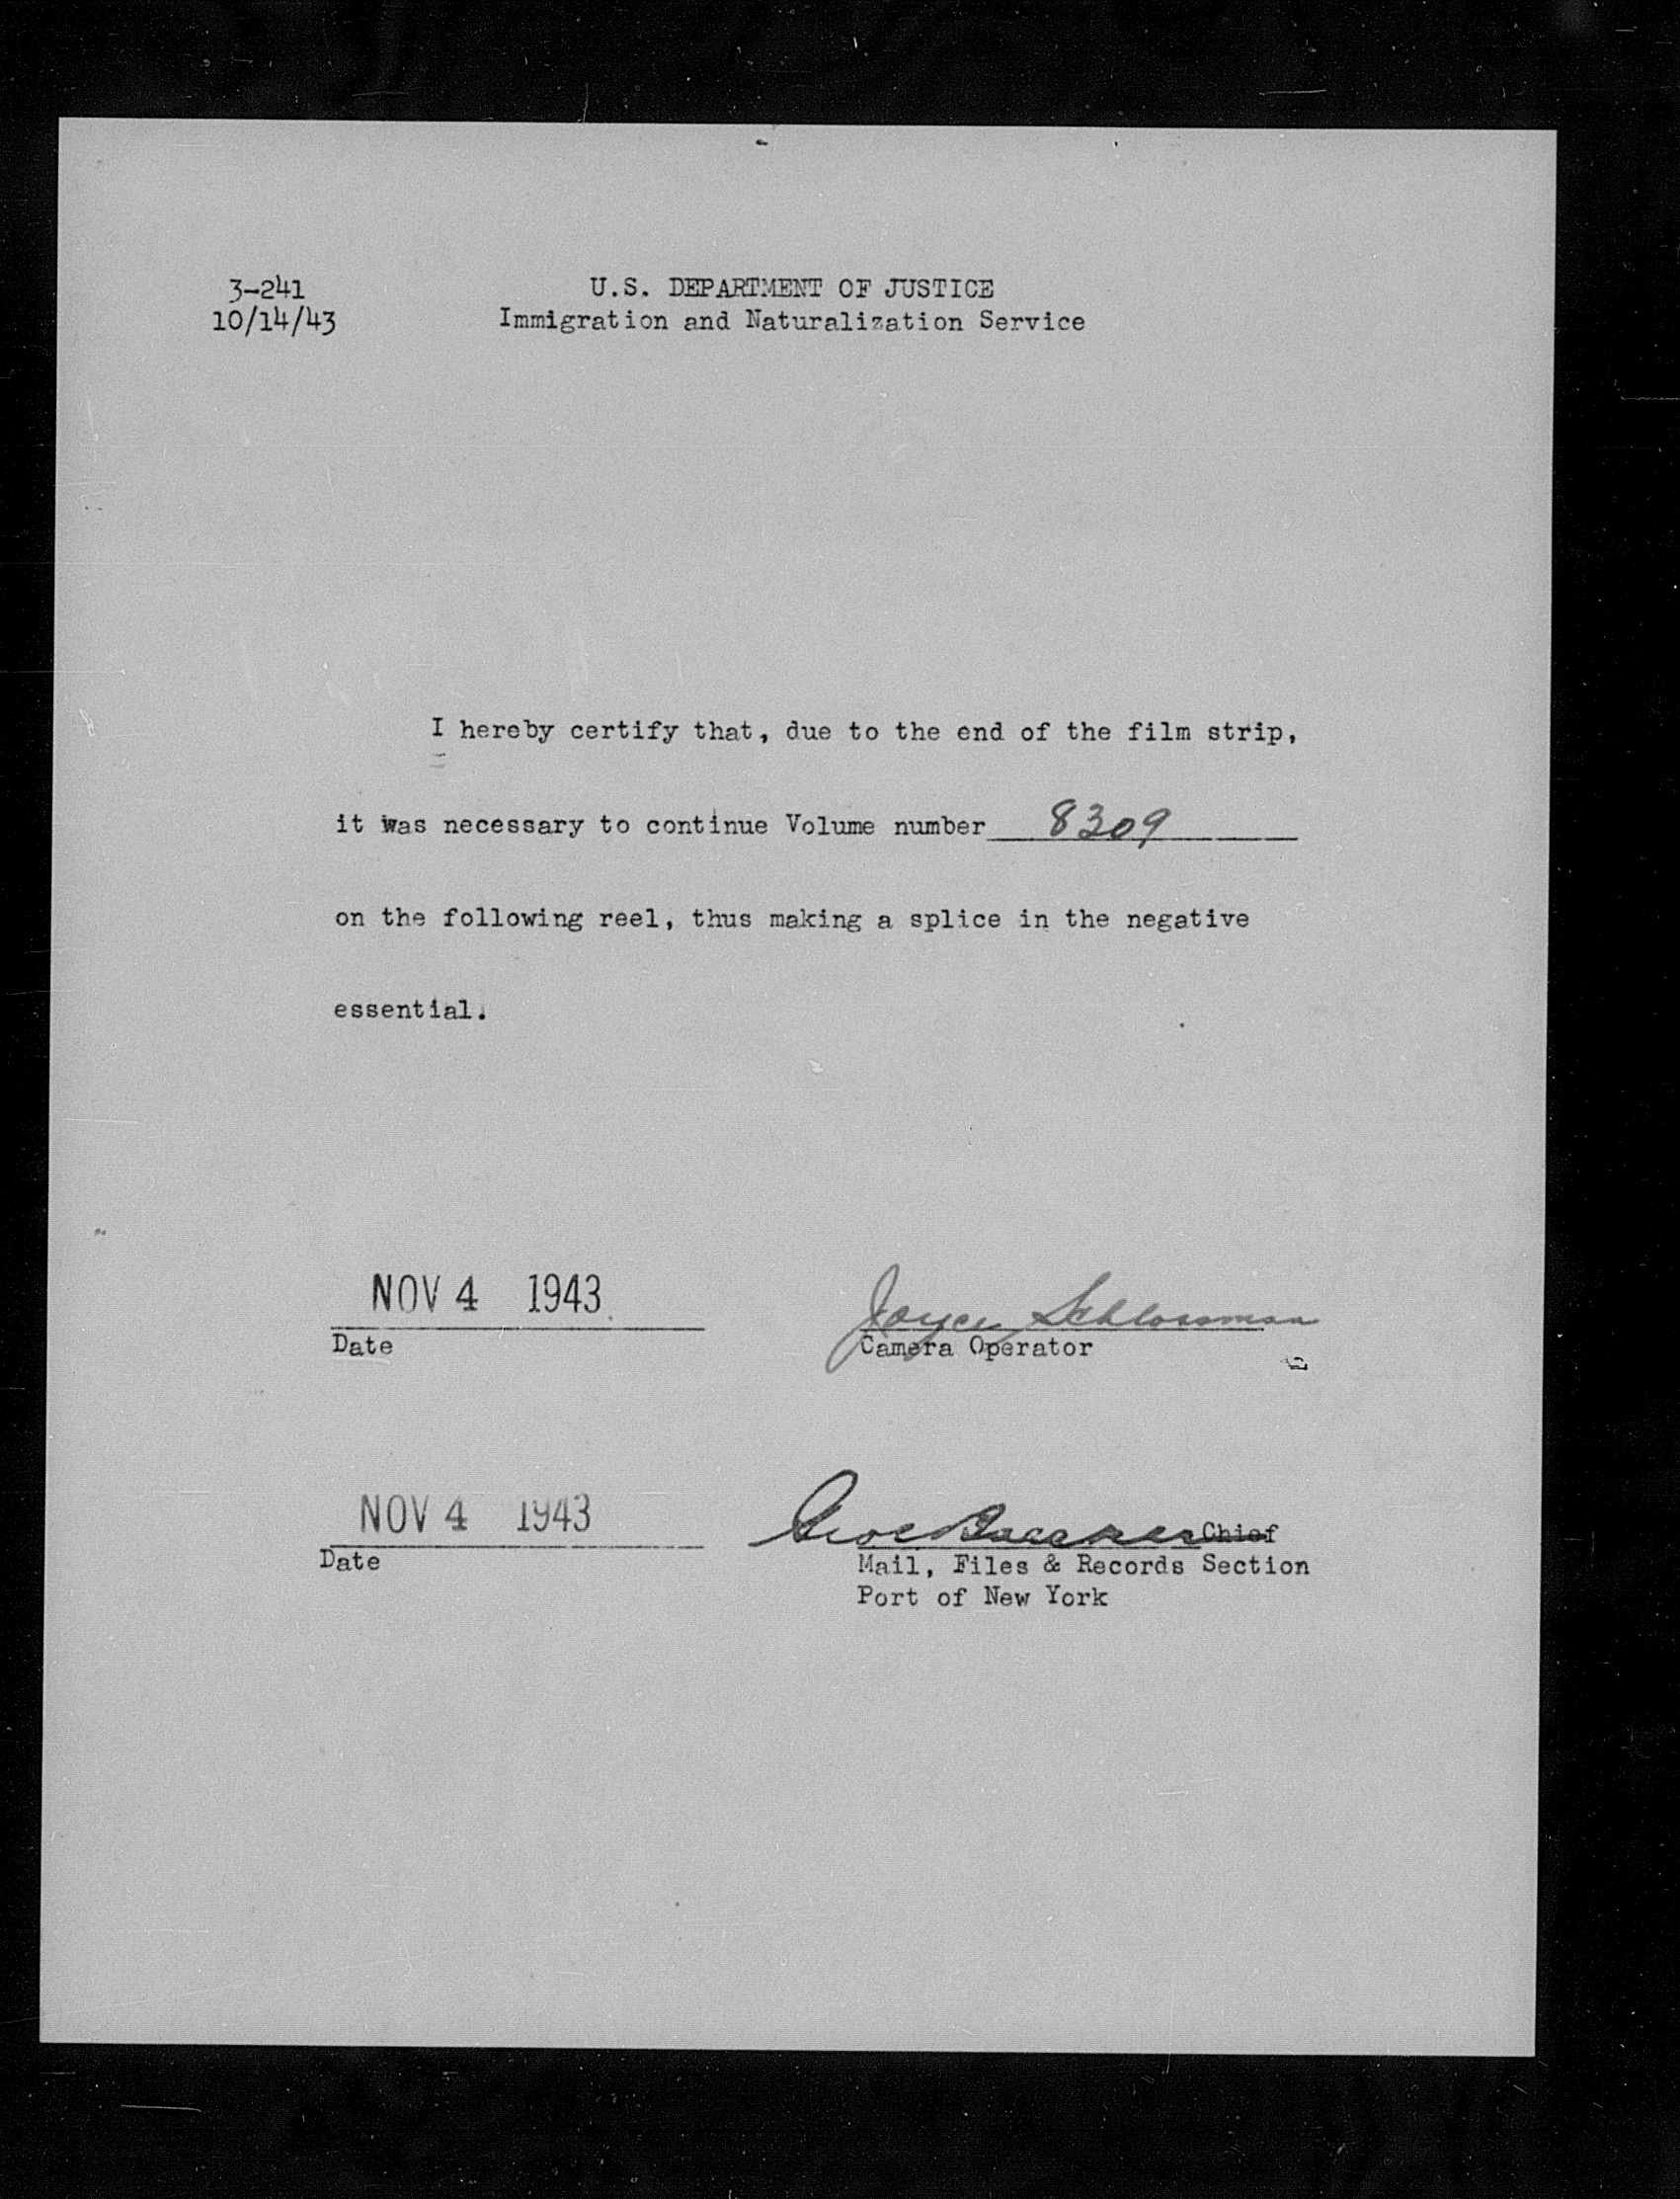 3-241
10/14/43
U.S. DEPARTMENT OF JUSTICE
Immigration and Naturalization Service
I hereby certify that, due to the end of the film strip,
it was necessary to continue Volume number 8309
on the following reel, thus making a splice in the negative
essential.
NOV 4 1943
Date
Joyce Schlossman
Camera Operator
NOV 4 1943
Date
Chief
Mail, Files & Records Section
Port of New York